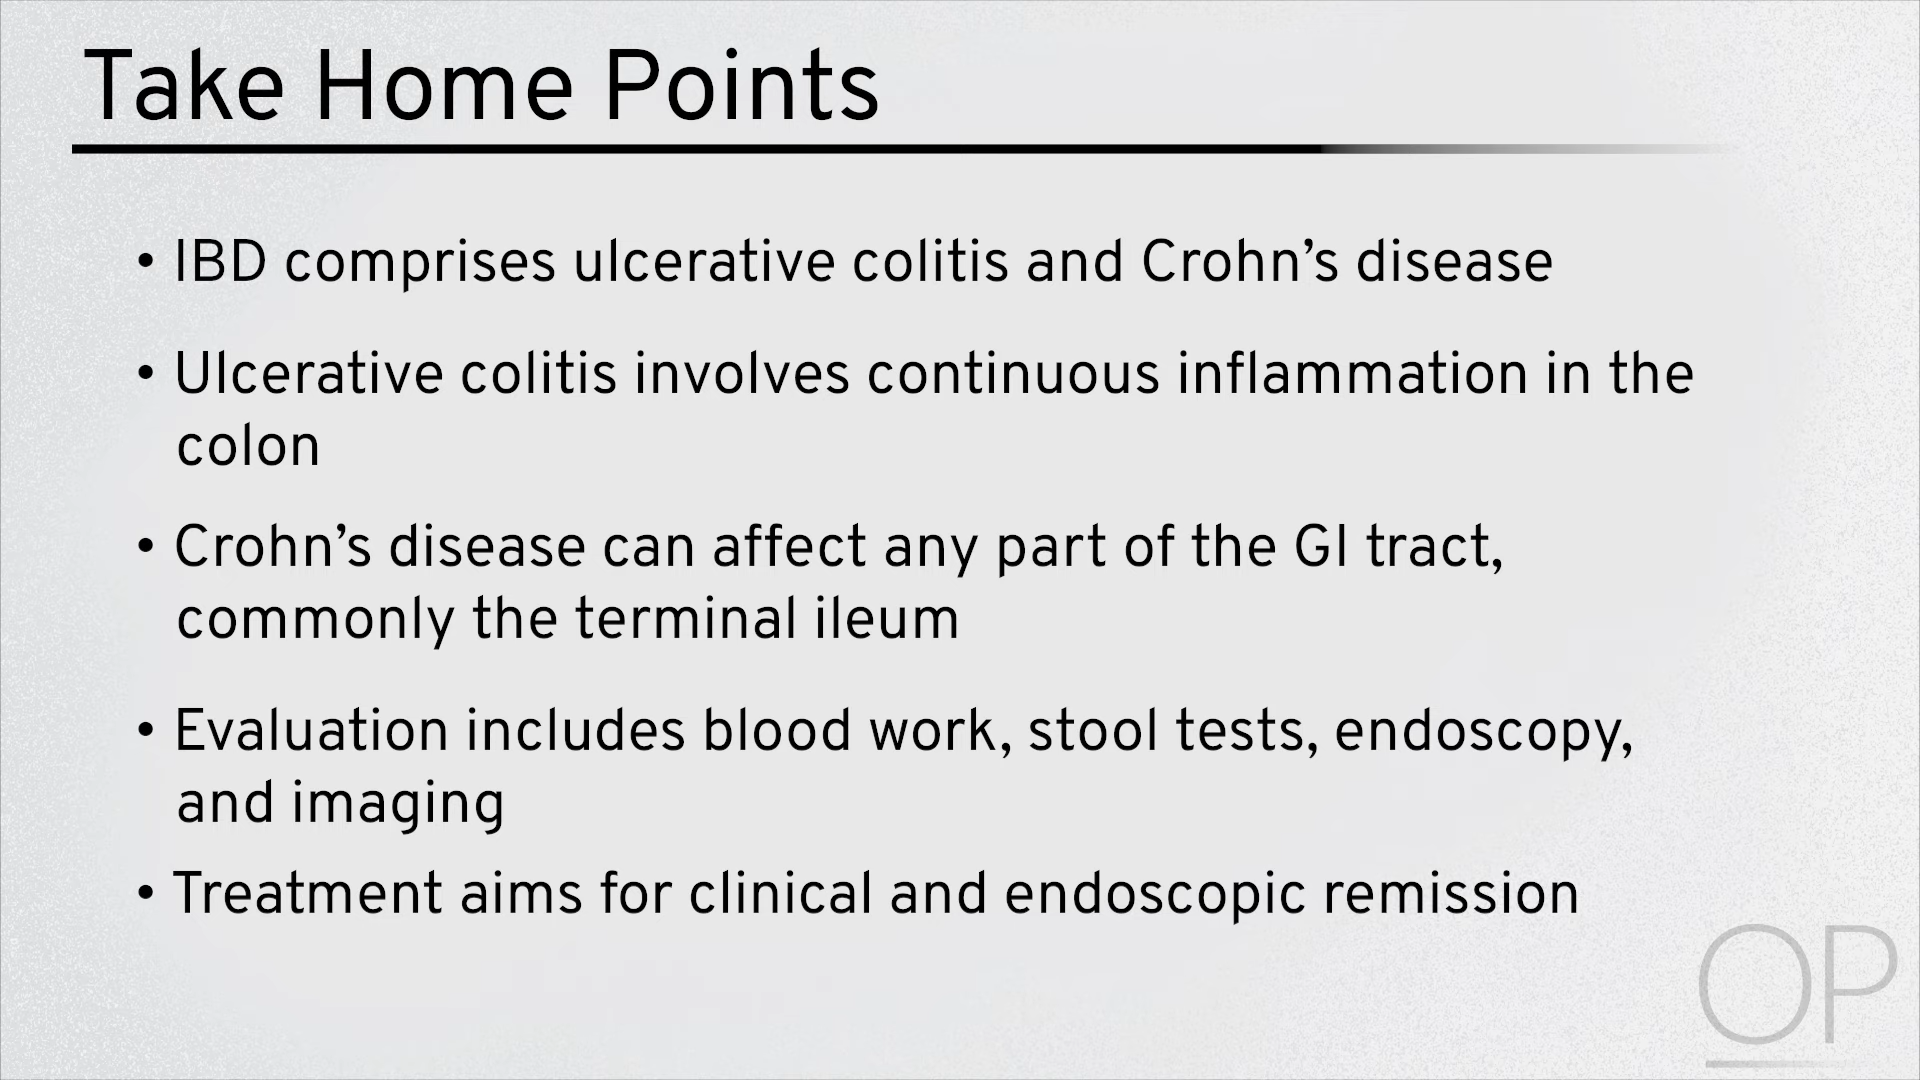 Take Home Points
• IBD comprises ulcerative colitis and Crohn’s disease
• Ulcerative colitis involves continuous inflammation in the
colon
• Crohn’s disease can affect any part of the GI tract,
commonly the terminal ileum
• Evaluation includes blood work, stool tests, endoscopy,
and imaging
• Treatment aims for clinical and endoscopic remission
OP